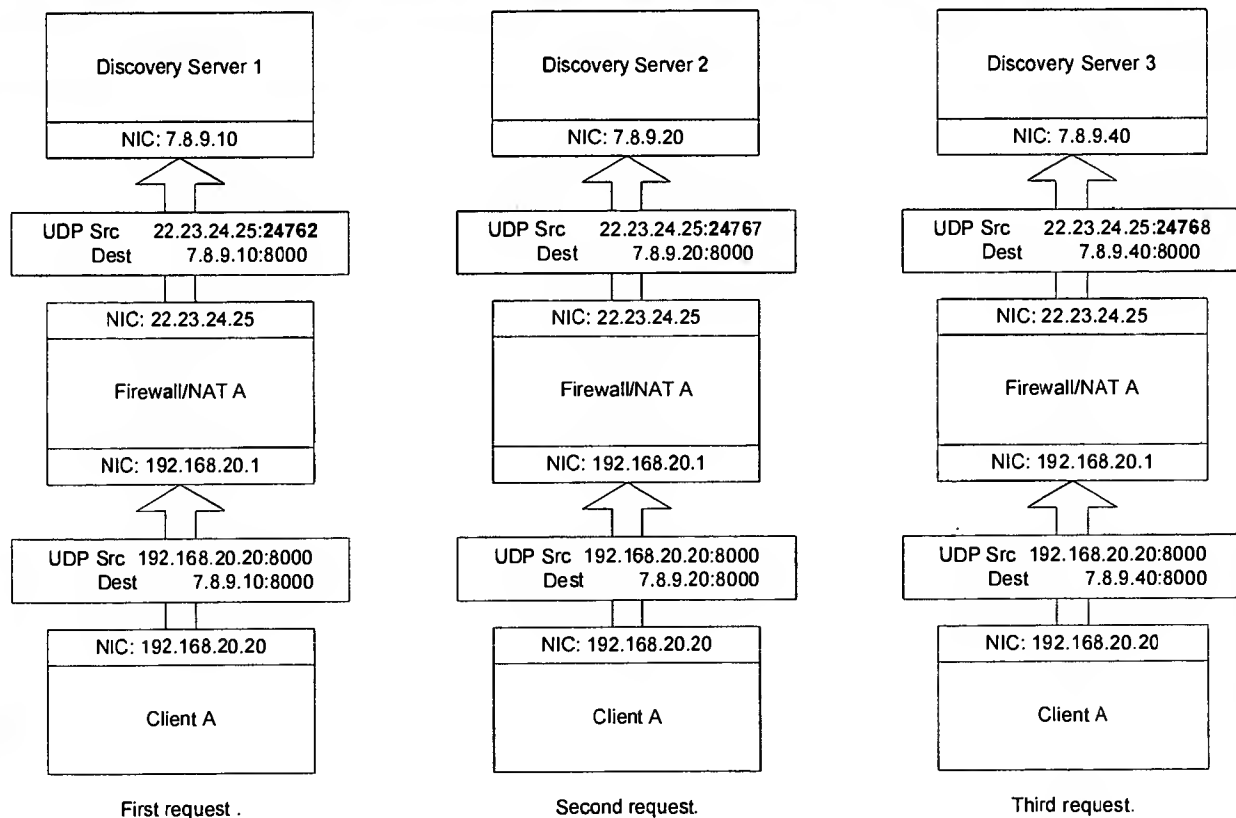 Discovery Server 1
NIC: 7.8.9.10
UDP Src 22.23.24.25:24762
Dest 7.8.9.10:8000
NIC: 22.23.24.25
Firewall/NAT A
NIC: 192.168.20.1
UDP Src 192.168.20.20:8000
Dest 7.8.9.10:8000
NIC: 192.168.20.20
Client A
First request .
Discovery Server 2
NIC: 7.8.9.20
UDP Src 22.23.24.25:24767
Dest 7.8.9.20:8000
NIC: 22.23.24.25
Firewall/NAT A
NIC: 192.168.20.1
UDP Src 192.168.20.20:8000
Dest 7.8.9.20:8000
NIC: 192.168.20.20
Client A
Second request.
Discovery Server 3
NIC: 7.8.9.40
UDP Src 22.23.24.25:24768
Dest 7.8.9.40:8000
NIC: 22.23.24.25
Firewall/NAT A
NIC: 192.168.20.1
UDP Src 192.168.20.20:8000
Dest 7.8.9.40:8000
NIC: 192.168.20.20
Client A
Third request.